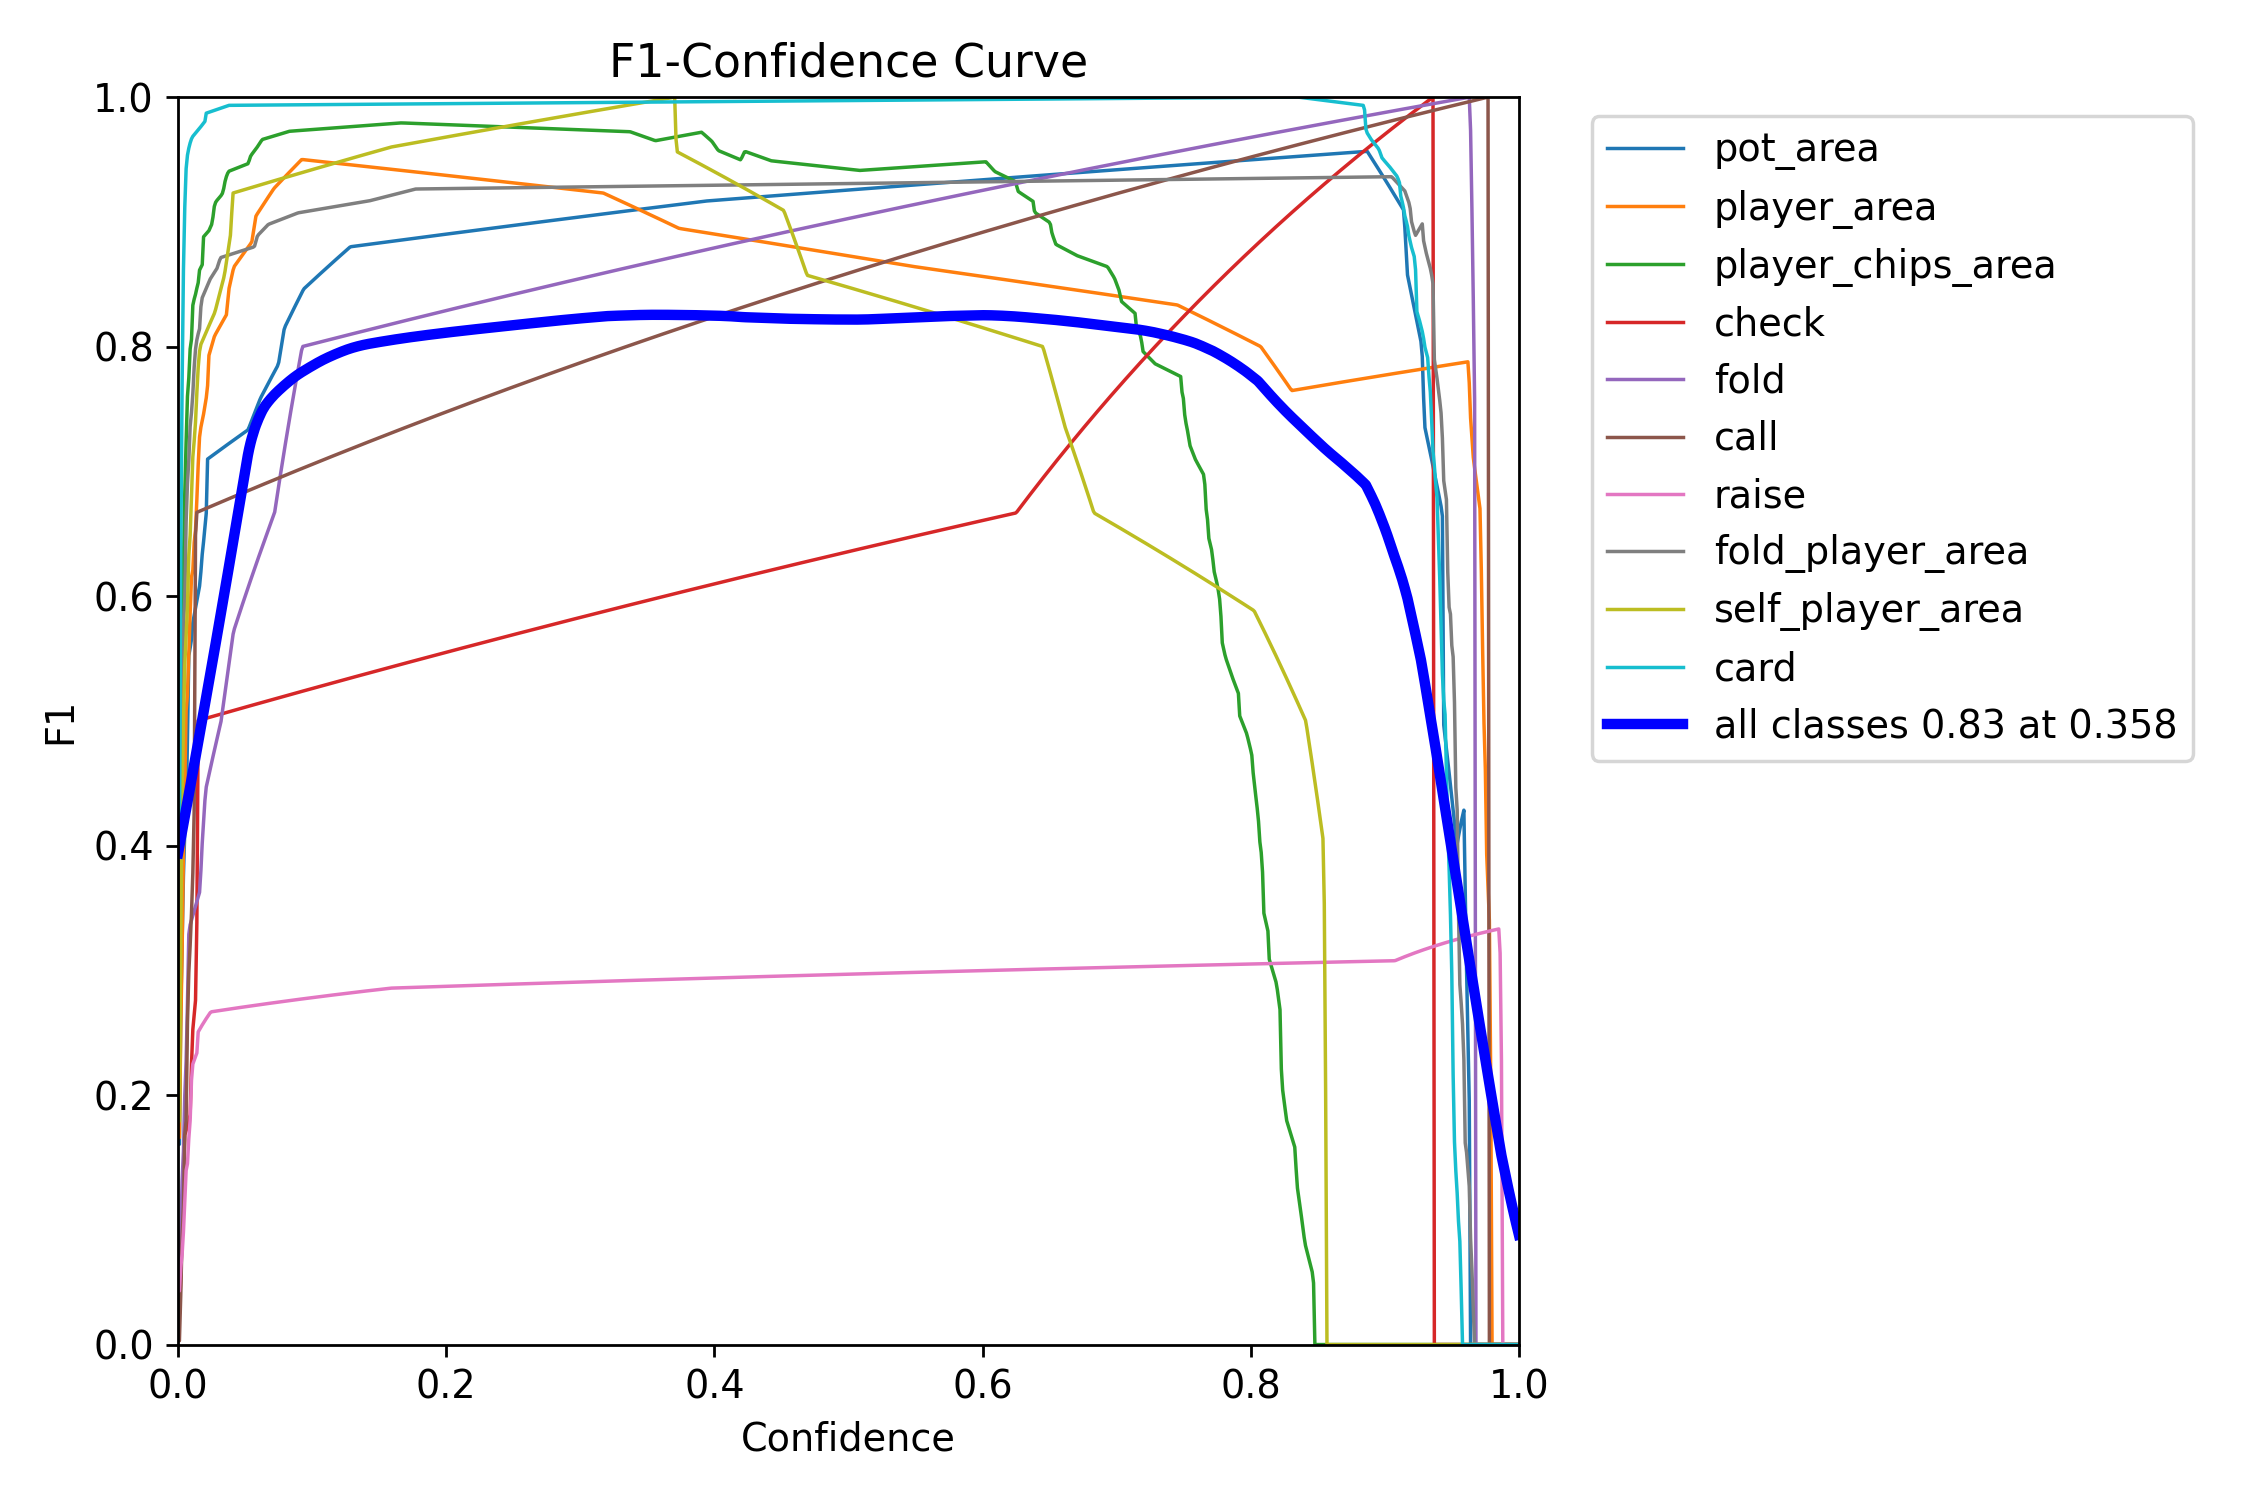 F1-Confidence Curve
1.0
0.8
0.6
0.4
0.2
0.0
F1
0.0 0.2 0.4 0.6 0.8 1.0
Confidence
pot_area
player_area
player_chips_area
check
fold
call
raise
fold_player_area
self_player_area
card
all classes 0.83 at 0.358